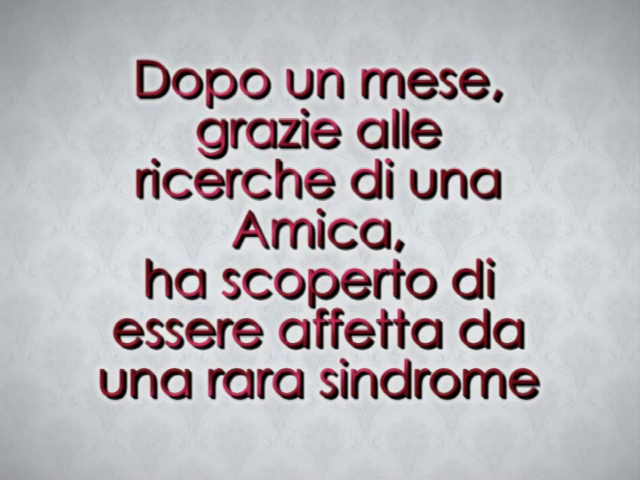 Dopo un mese,
grazie alle
ricerche di una
Amica,
ha scoperto di
essere affetta da
una rara sindrome